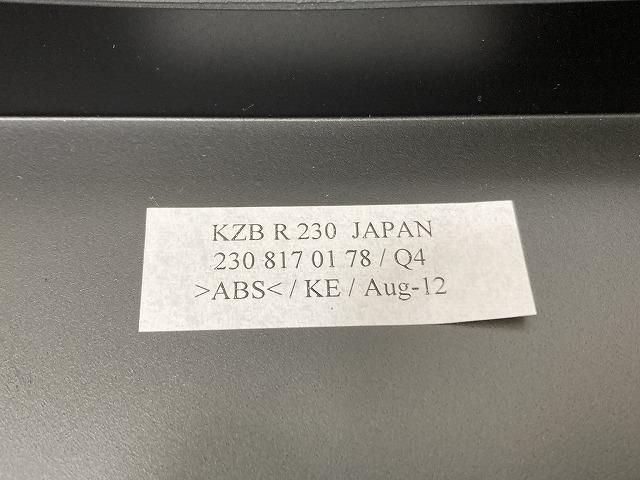 KZB R 230 JAPAN
230 817 01 78 / Q4
>ABS< / KE / Aug-12